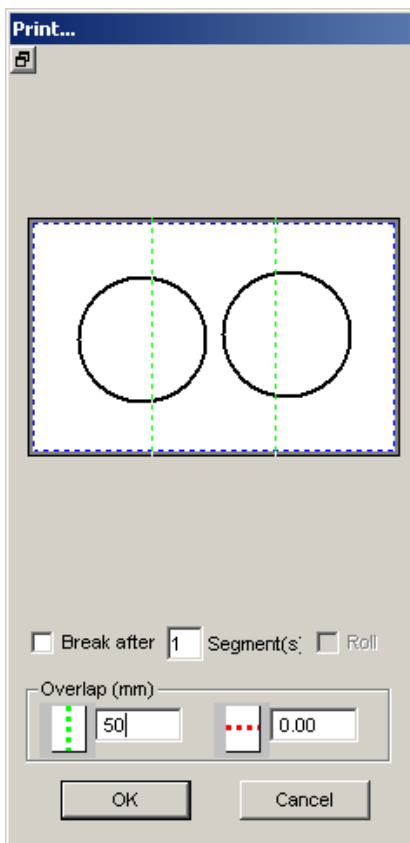 Print...
Break after 1 Segment(s) Roll
Overlap (mm)
50 0.00
OK Cancel